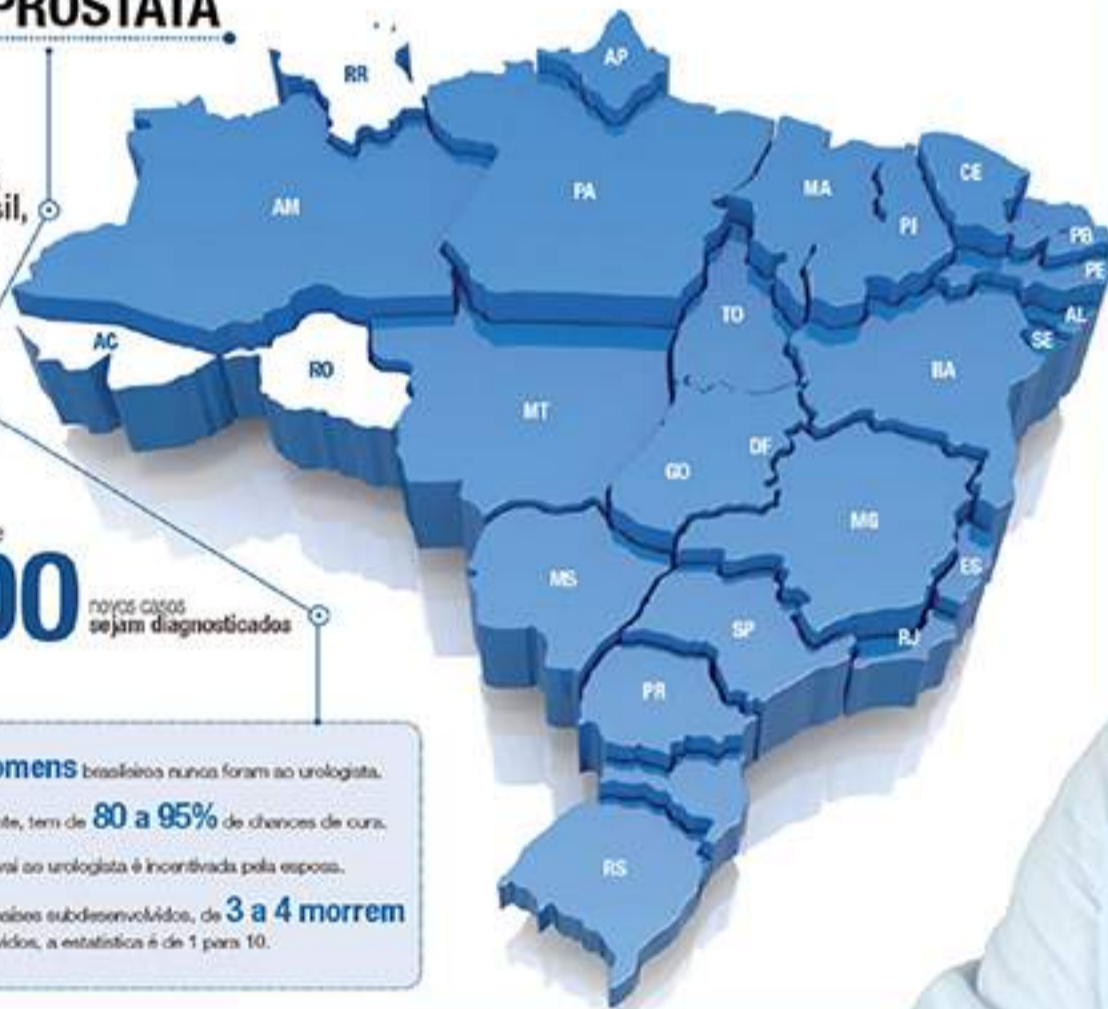 PRÓSTATA
sil,
e
00
novos casos
sejam diagnosticados
omens brasileiros nunca foram ao urologista.
nte, tem de 80 a 95% de chances de cura.
vai ao urologista é incentivada pela esposa.
países subdesenvolvidos, de 3 a 4 morrem
vidos, a estatística é de 1 para 10.
RR
AP
AM
PA
MA
CE
PI
PB
PE
AL
SE
TO
AC
RO
BA
MT
DF
GO
MG
MS
ES
SP
RJ
PR
RS